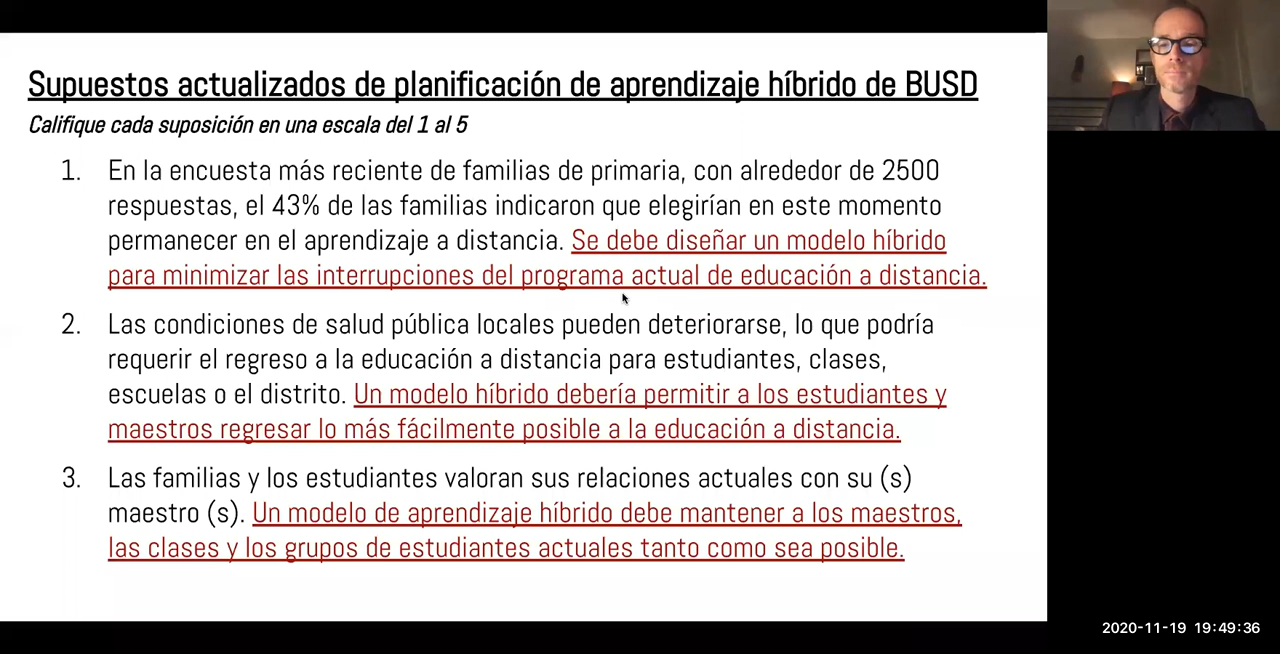 Supuestos actualizados de planificación de aprendizaje híbrido de BUSD
Califique cada suposición en una escala del 1 al 5
1. En la encuesta más reciente de familias de primaria, con alrededor de 2500
respuestas, el 43% de las familias indicaron que elegirían en este momento
permanecer en el aprendizaje a distancia. Se debe diseñar un modelo híbrido
para minimizar las interrupciones del programa actual de educación a distancia.
2. Las condiciones de salud pública locales pueden deteriorarse, lo que podría
requerir el regreso a la educación a distancia para estudiantes, clases,
escuelas o el distrito. Un modelo híbrido debería permitir a los estudiantes y
maestros regresar lo más fácilmente posible a la educación a distancia.
3. Las familias y los estudiantes valoran sus relaciones actuales con su (s)
maestro (s). Un modelo de aprendizaje híbrido debe mantener a los maestros,
las clases y los grupos de estudiantes actuales tanto como sea posible.
2020-11-19 19:49:36